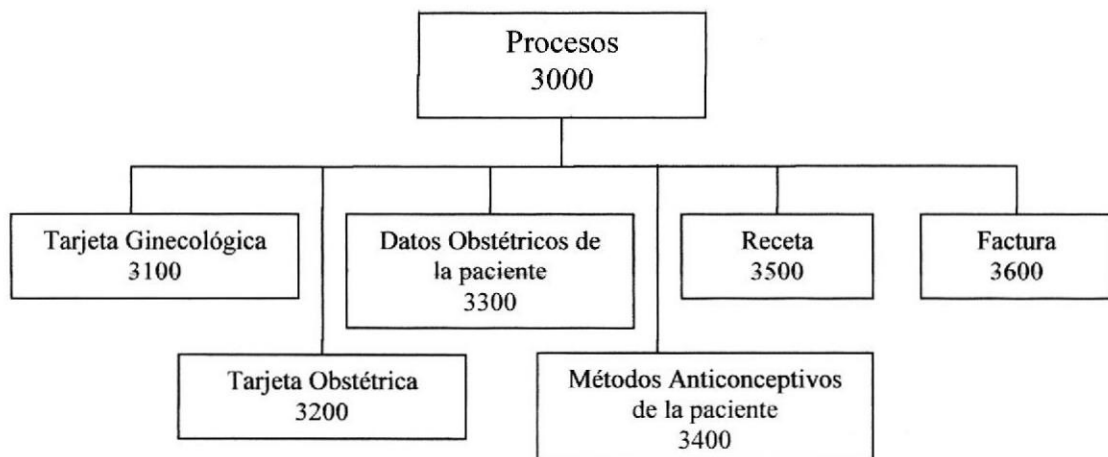 Procesos
3000
Tarjeta Ginecológica
3100
Datos Obstétricos de
la paciente
3300
Receta
3500
Factura
3600
Tarjeta Obstétrica
3200
Métodos Anticonceptivos
de la paciente
3400